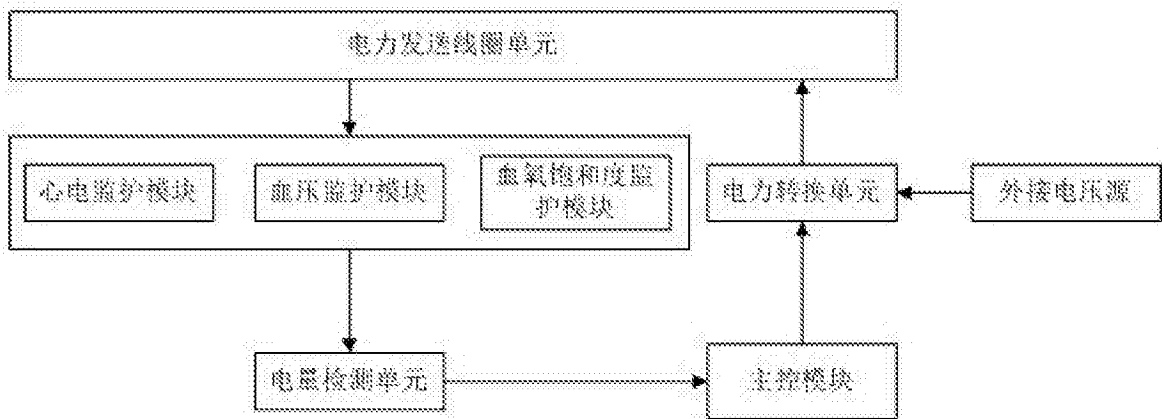 电力发送线圈单元
心电监护模块
血压监护模块
血氧饱和度监
护模块
电力转换单元
外接电压源
电量检测单元
主控模块